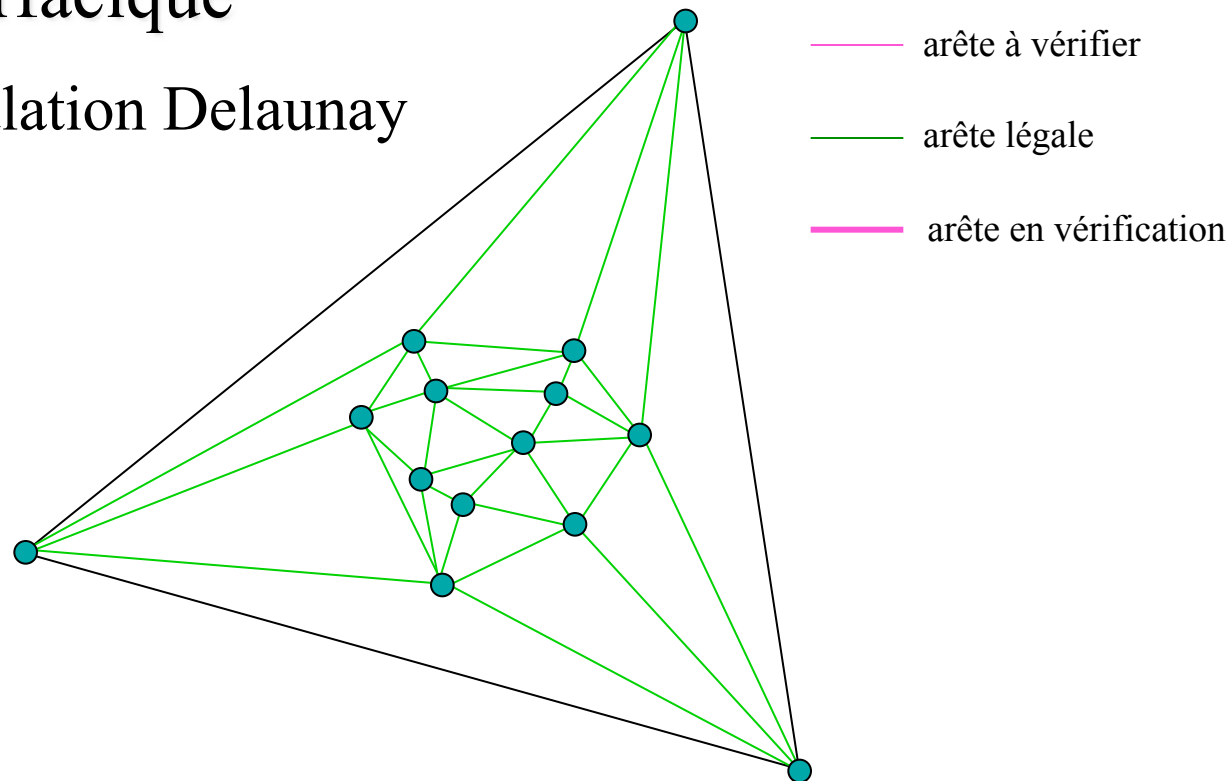 lation Delaunay
arête à vérifier
arête légale
arête en vérification